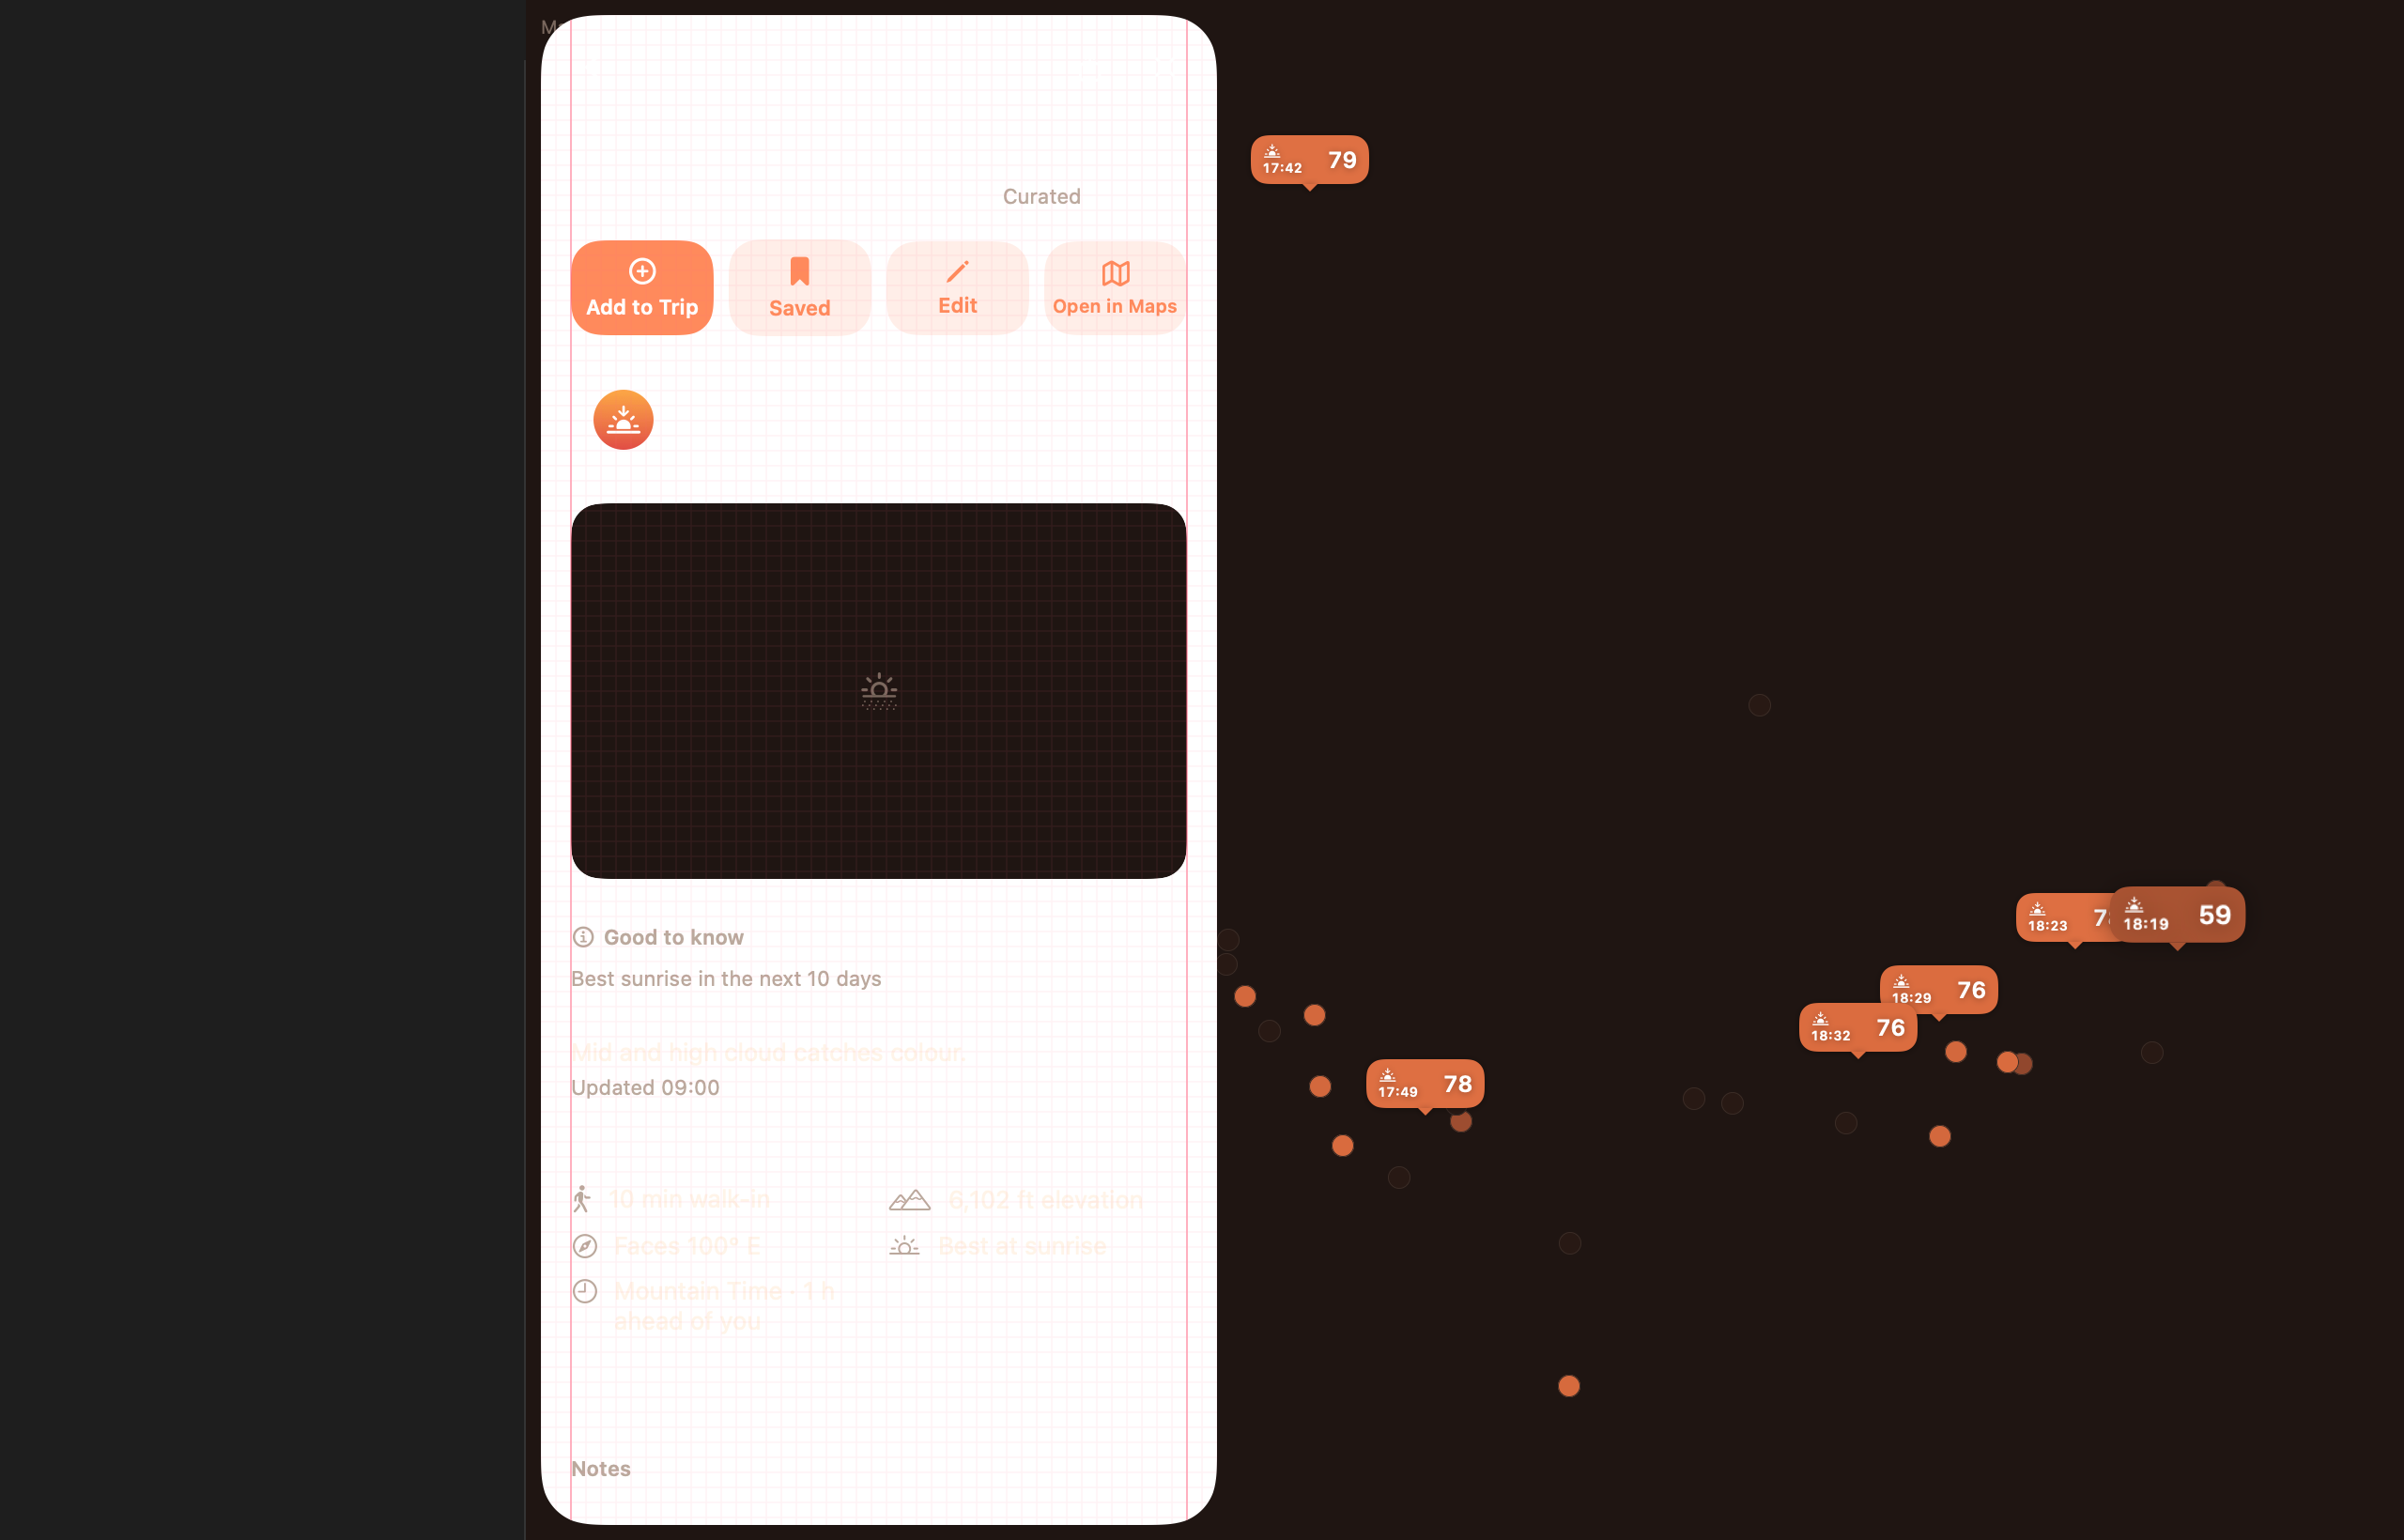 Curated
Add to Trip
Saved
Edit
Open in Maps
Good to know
Best sunrise in the next 10 days
Mid and high cloud catches colour.
Updated 09:00
10 min walk-in
6,102 ft elevation
Faces 100° E
Best at sunrise
Mountain Time · 1 h
ahead of you
Notes
17:42 79
18:23
18:19 59
18:29 76
18:32 76
17:49 78